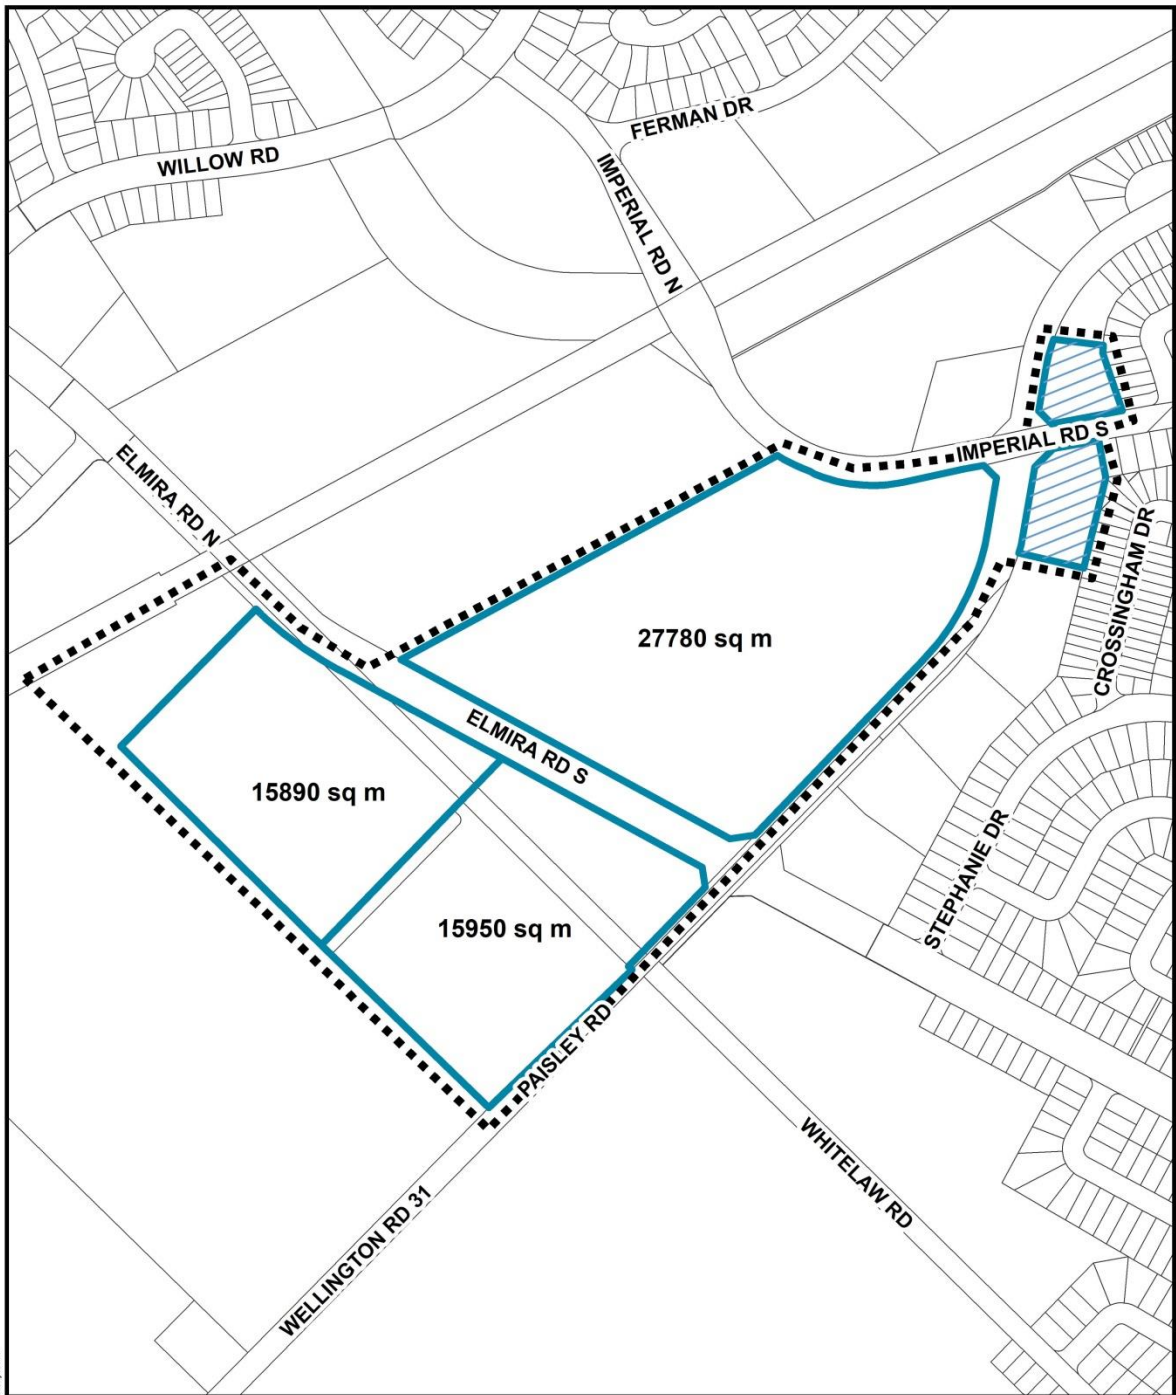 FERMAN DR
WILLOW RD
IMPERIAL RD N
IMPERIAL RD S
ELMIRA RD N
CROSSINGHAM DR
27780 sq m
ELMIRA RD S
15890 sq m
STEPHANIE DR
15950 sq m
PAISLEY RD
WHITELAW RD
WELLINGTON RD 31